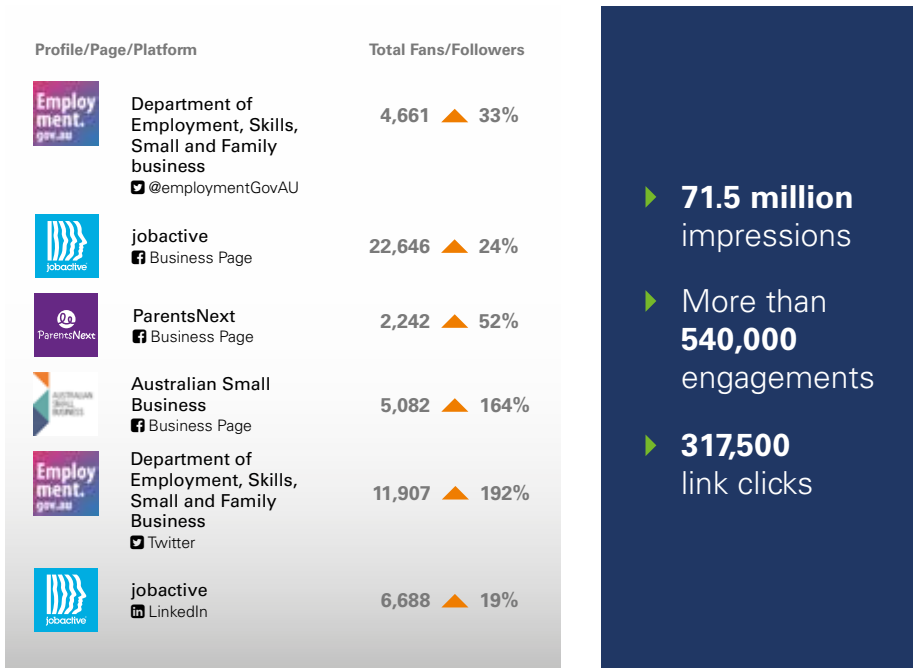 Profile/Page/Platform
Total Fans/Followers
Employ
ment.
gov.au
Department of
Employment, Skills,
Small and Family
business
@employmentGovAU
4,661 33%
jobactive
jobactive
Business Page
22,646 24%
ParentsNext
ParentsNext
Business Page
2,242 52%
AUSTRALIAN
SMALL
BUSINESS
Australian Small
Business
Business Page
5,082 164%
Employ
ment.
gov.au
Department of
Employment, Skills,
Small and Family
Business
Twitter
11,907 192%
jobactive
jobactive
LinkedIn
6,688 19%
71.5 million
impressions
More than
540,000
engagements
317,500
link clicks